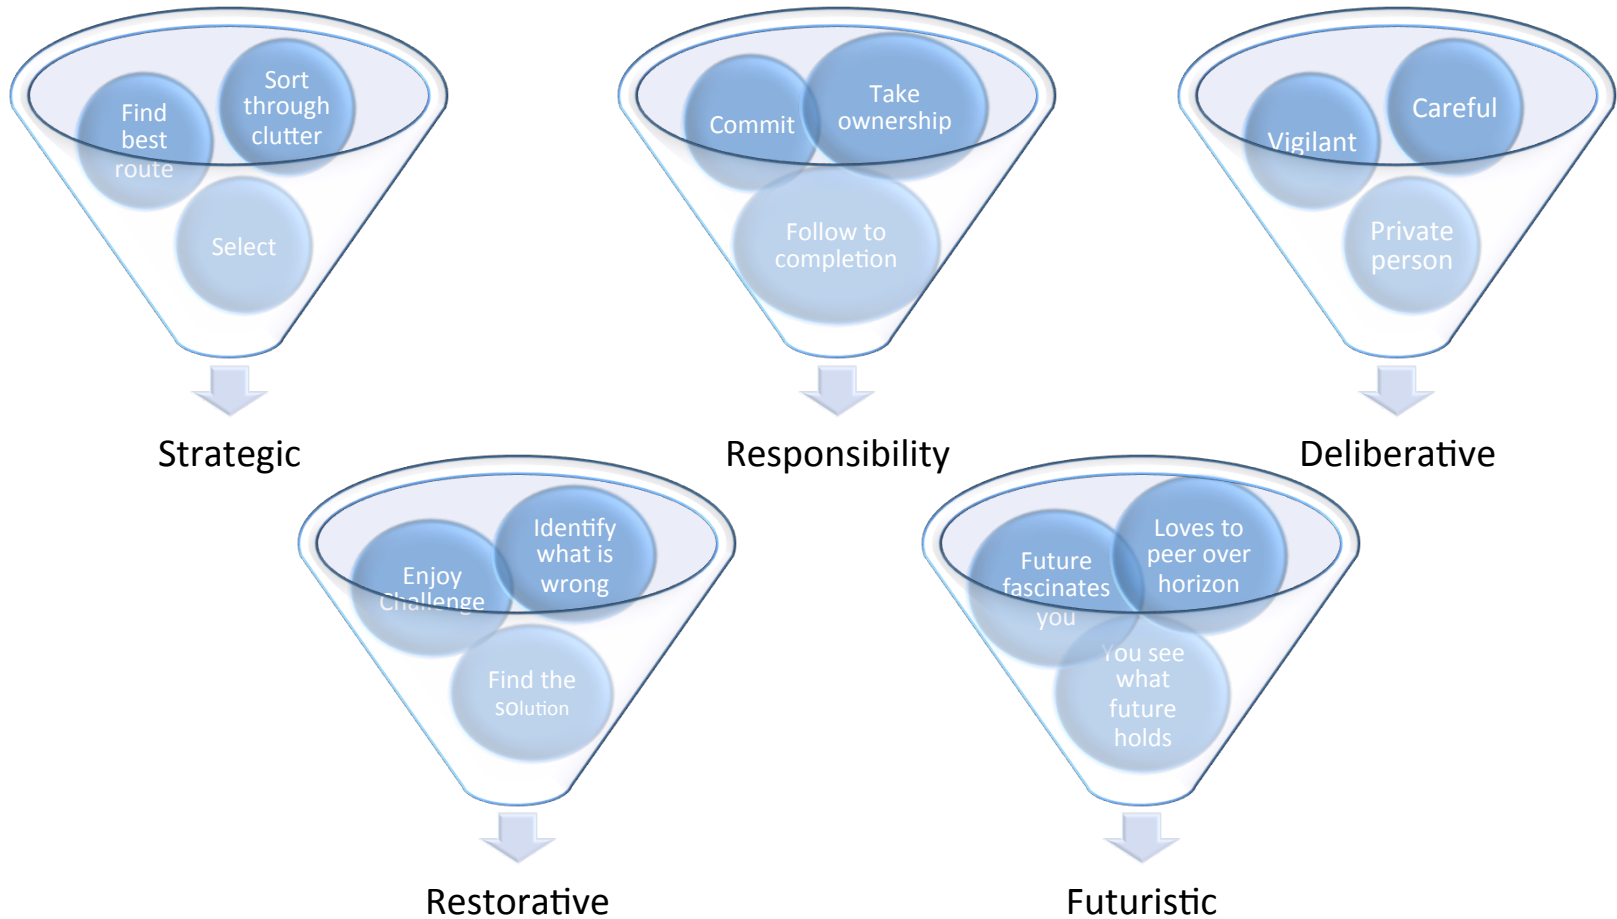 Find
best
route
Sort
through
clutter
Select
Strategic
Commit
Take
ownership
Follow to
completion
Responsibility
Vigilant
Careful
Private
person
Deliberative
Enjoy
Challenge
Identify
what is
wrong
Find the
solution
Restorative
Future
fascinates
you
Loves to
peer over
horizon
You see
what
future
holds
Futuristic